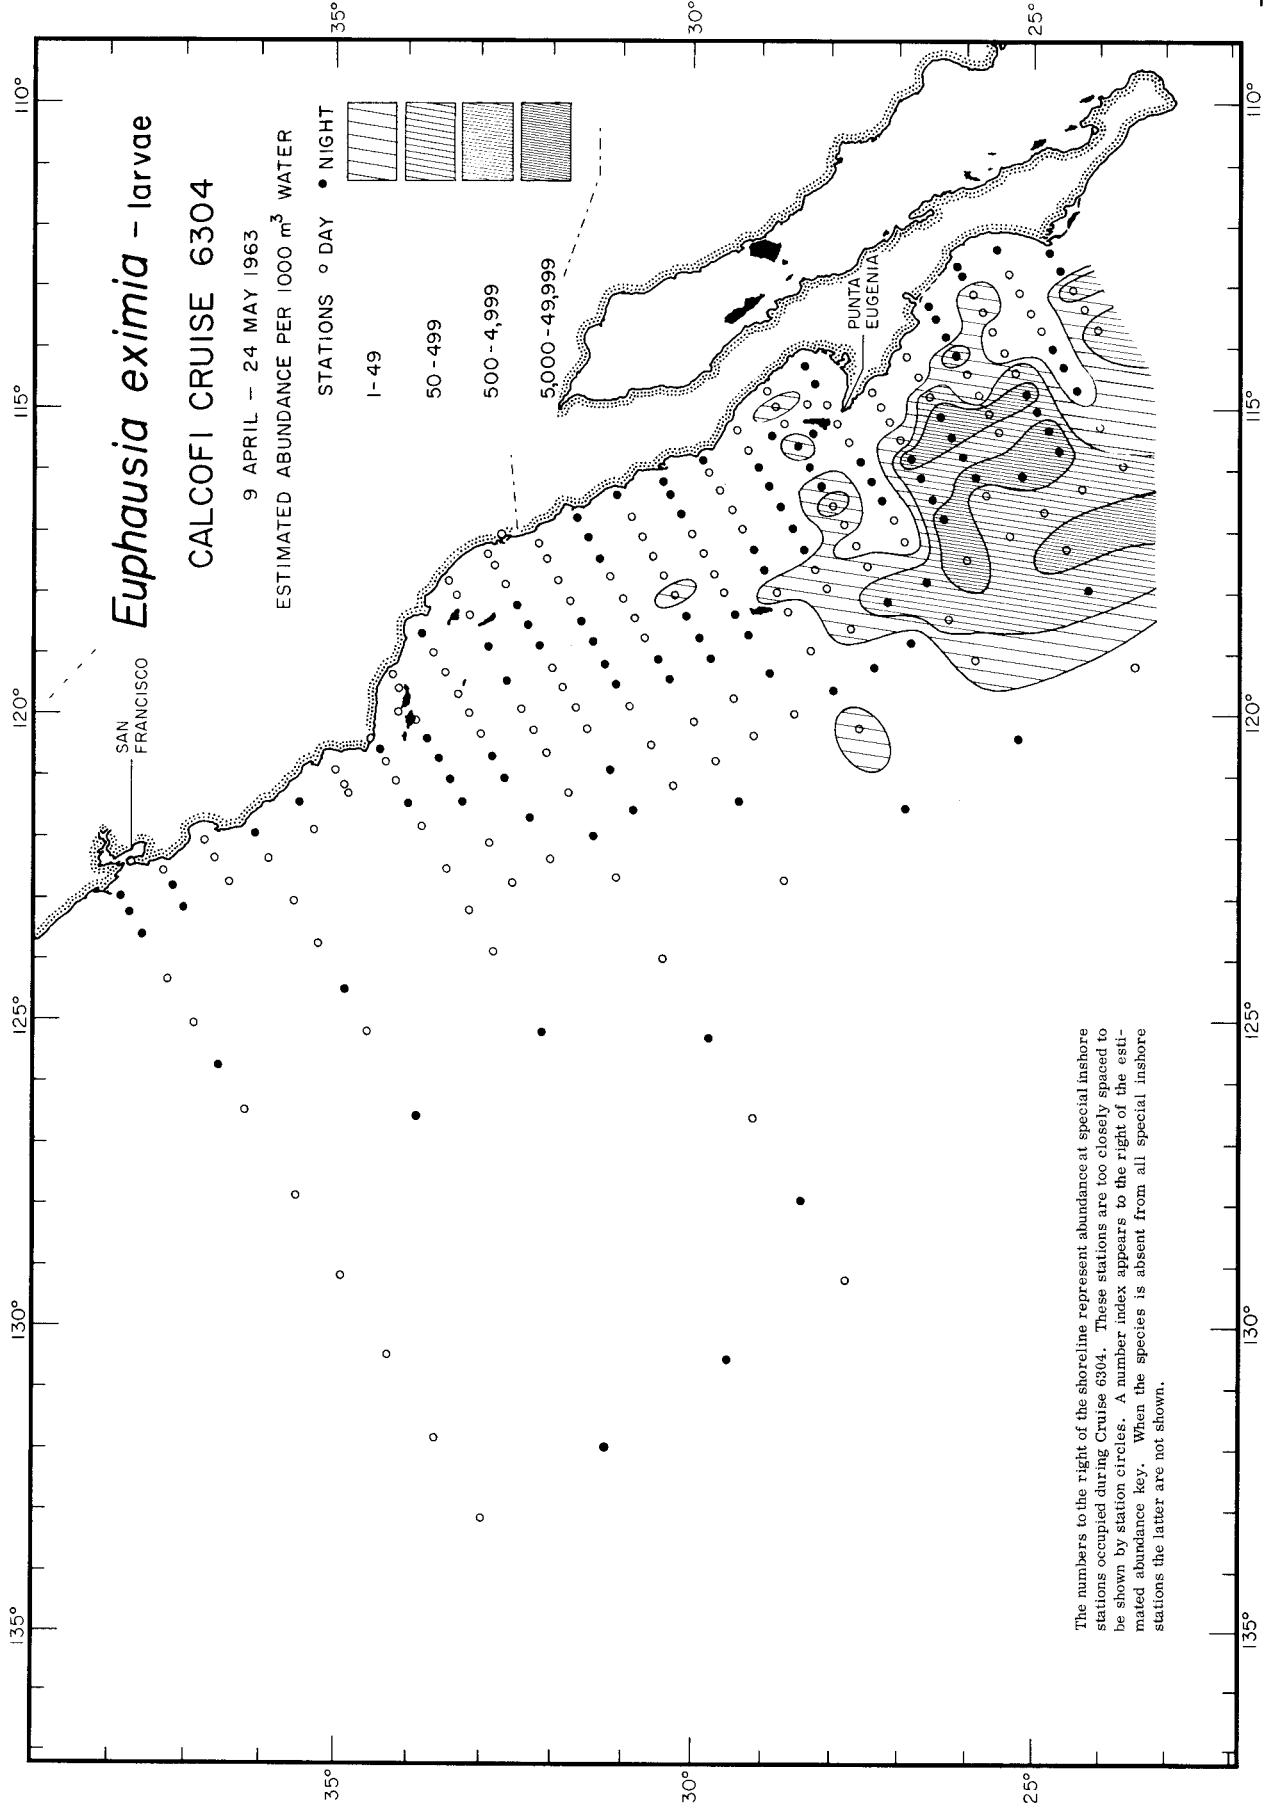 Euphausia eximia – larvae
CALCOFI CRUISE 6304
9 APRIL – 24 MAY 1963
ESTIMATED ABUNDANCE PER 1000 m³ WATER
STATIONS ○ DAY ● NIGHT
1-49
50-499
500-4,999
5,000-49,999
SAN
FRANCISCO
PUNTA
EUGENIA
135°
130°
125°
120°
115°
110°
35°
30°
25°
35°
30°
25°
135°
130°
125°
120°
115°
110°
The numbers to the right of the shoreline represent abundance at special inshore
stations occupied during Cruise 6304. These stations are too closely spaced to
be shown by station circles. A number index appears to the right of the esti-
mated abundance key. When the species is absent from all special inshore
stations the latter are not shown.